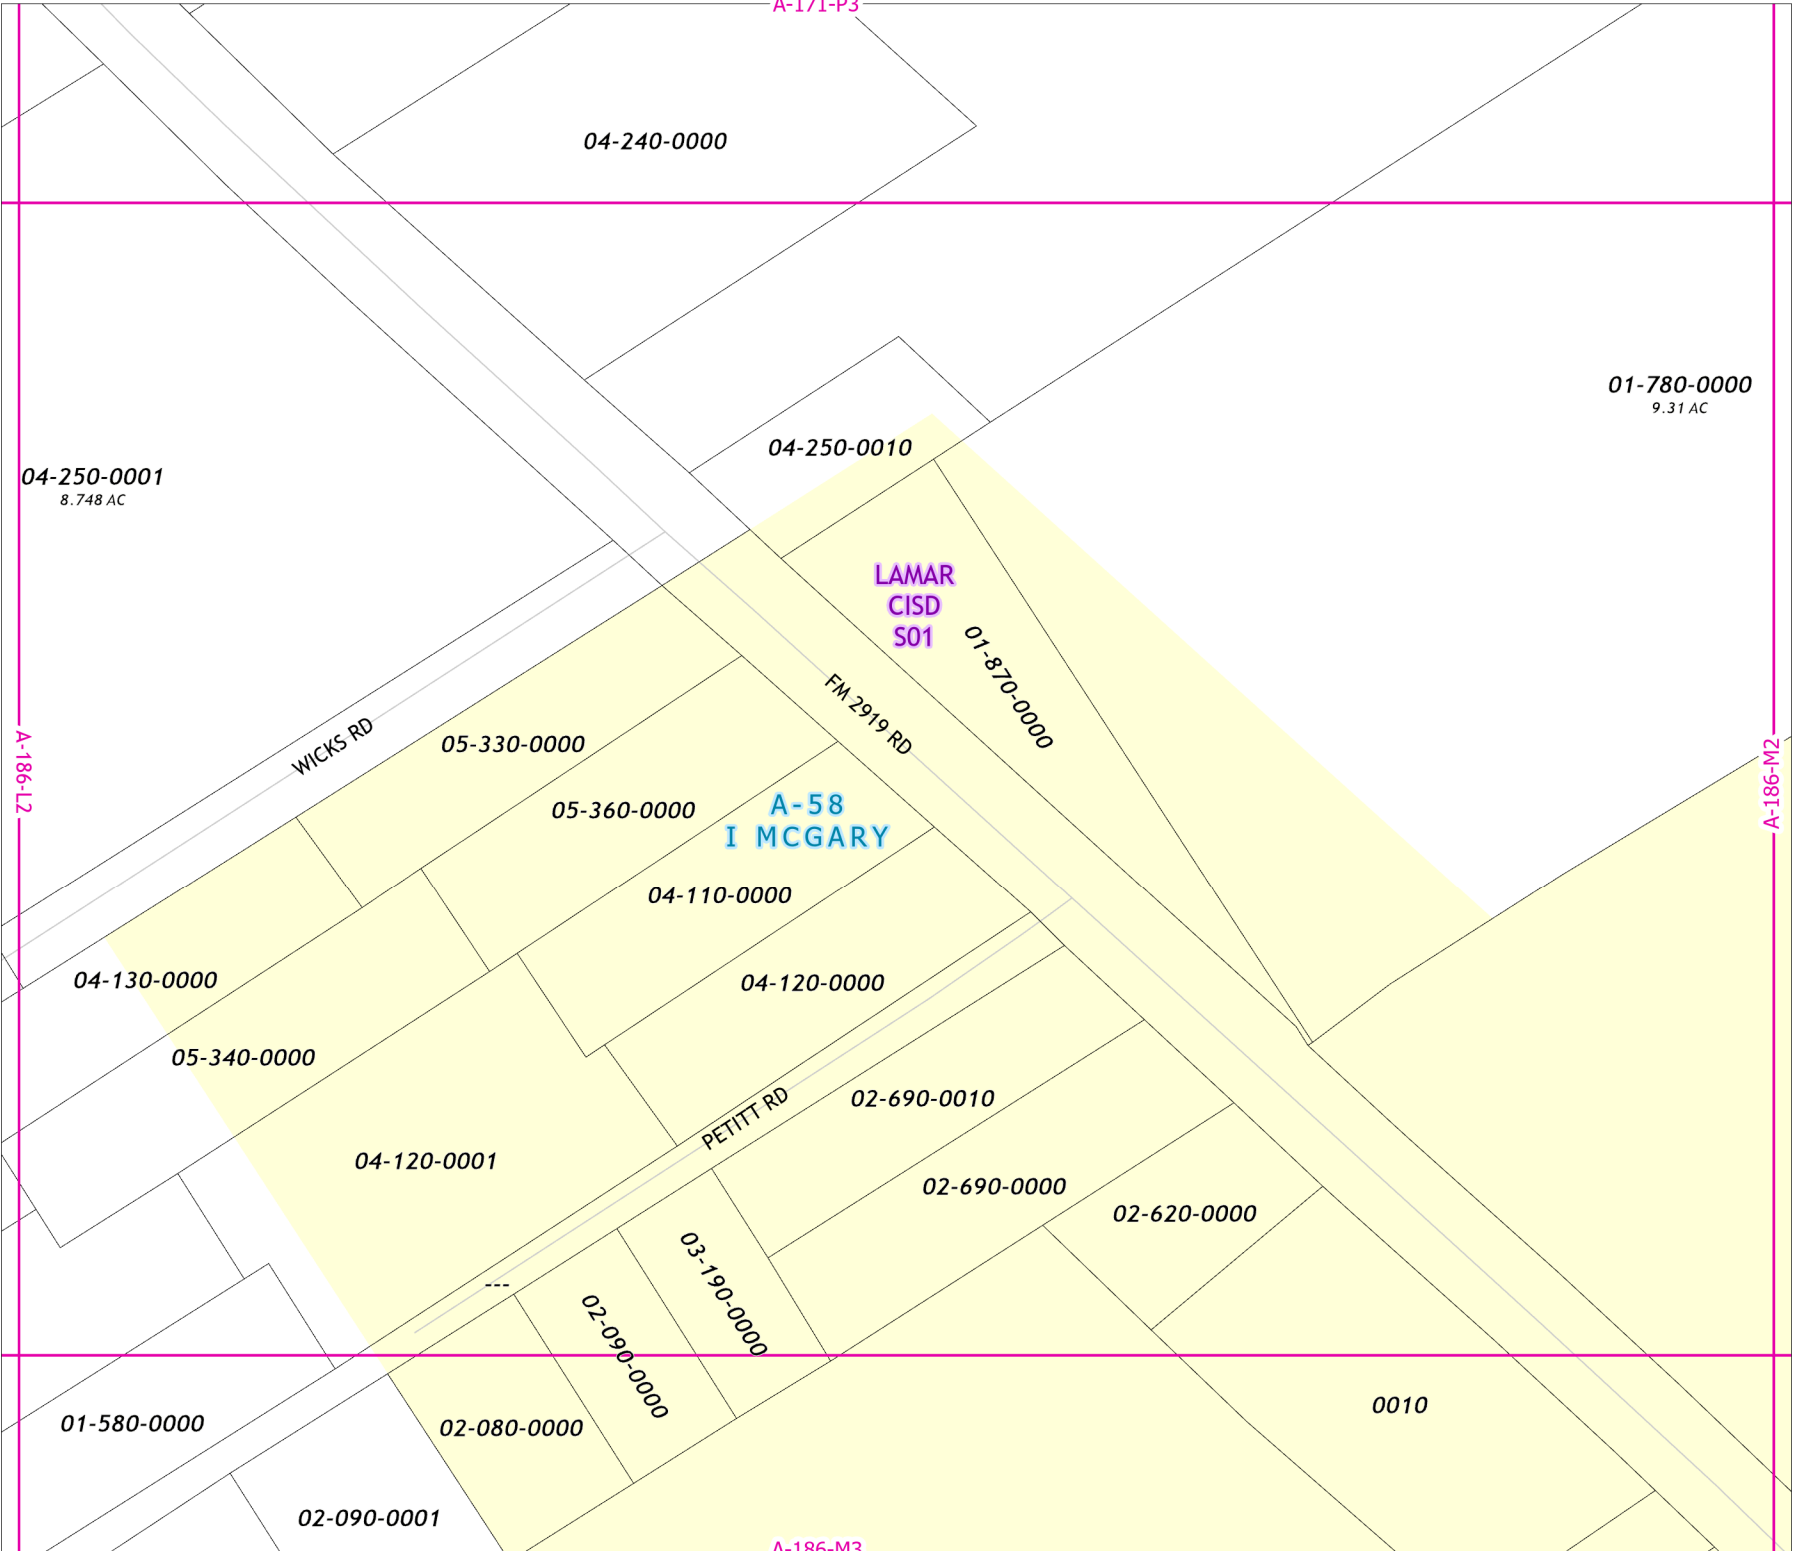 A-171-P3
04-240-0000
01-780-0000
9.31 AC
04-250-0010
04-250-0001
8.748 AC
LAMAR
CISD
S01
01-870-0000
FM 2919 RD
WICKS RD
05-330-0000
A-186-L2
A-186-M2
05-360-0000
A-58
I MCGARY
04-110-0000
04-130-0000
04-120-0000
05-340-0000
02-690-0010
PETITT RD
04-120-0001
02-690-0000
02-620-0000
03-190-0000
---
02-090-0000
0010
01-580-0000
02-080-0000
02-090-0001
A-186-M3